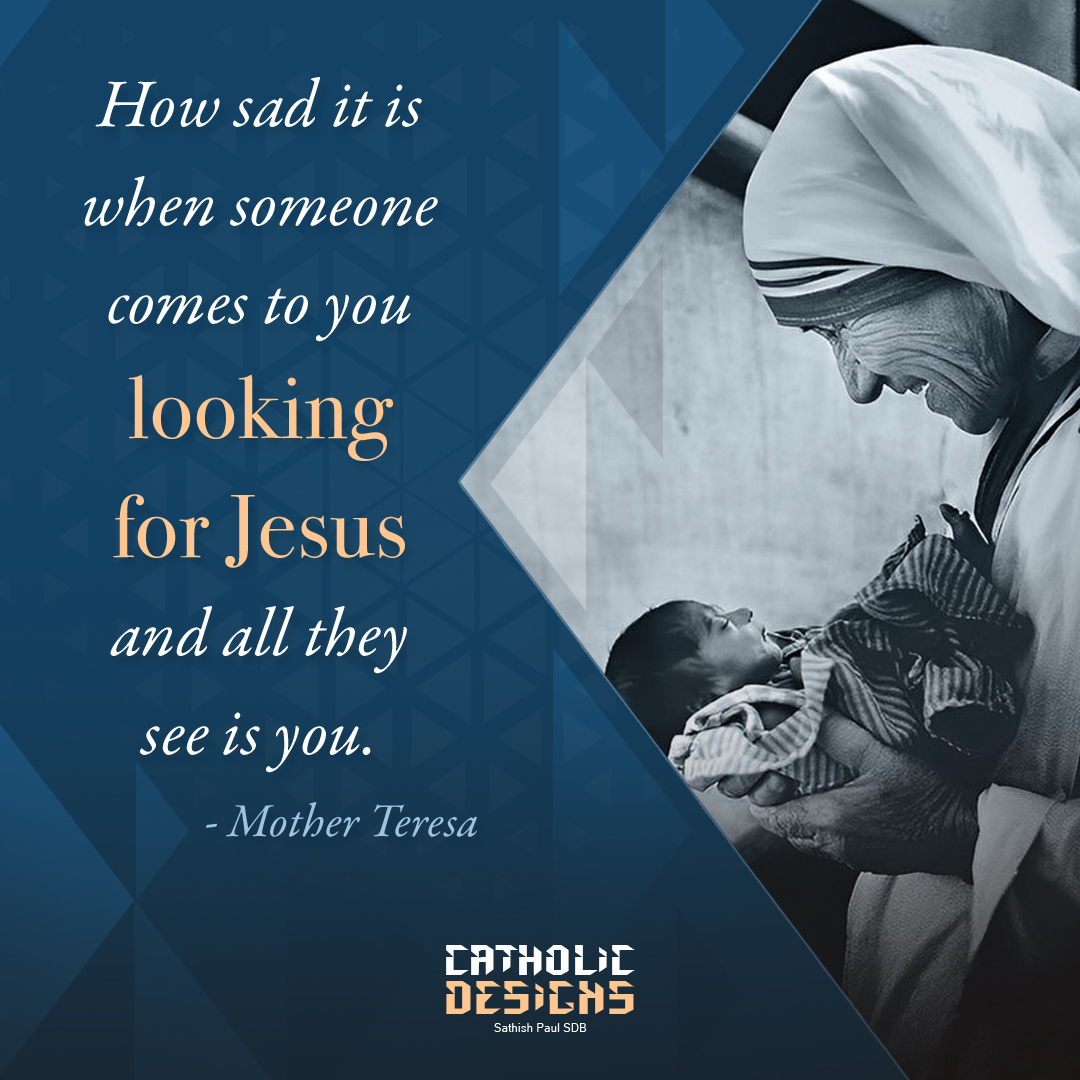 How sad it is
when someone
comes to you
looking
for Jesus
and all they
see is you.
- Mother Teresa
CATHOLIC
DESIGNS
Sathish Paul SDB